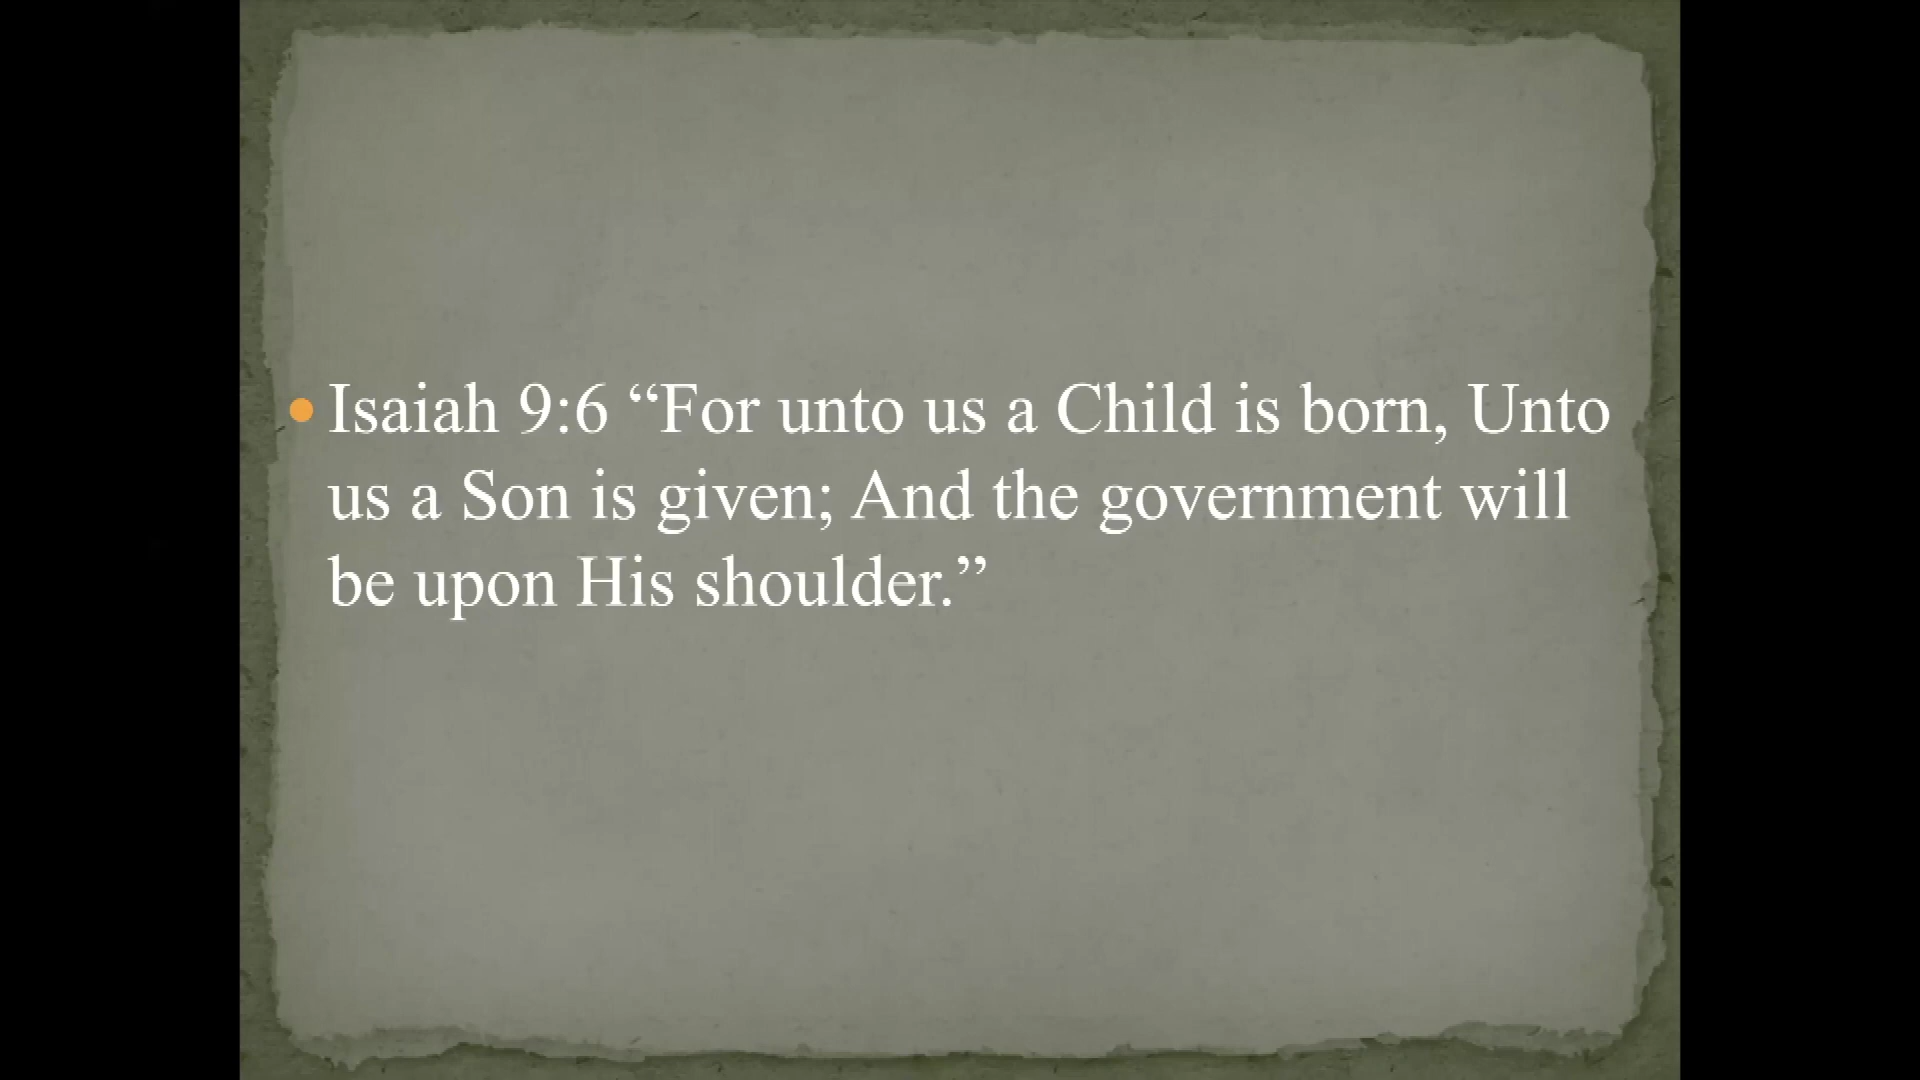 • Isaiah 9:6 “For unto us a Child is born, Unto
us a Son is given; And the government will
be upon His shoulder.”